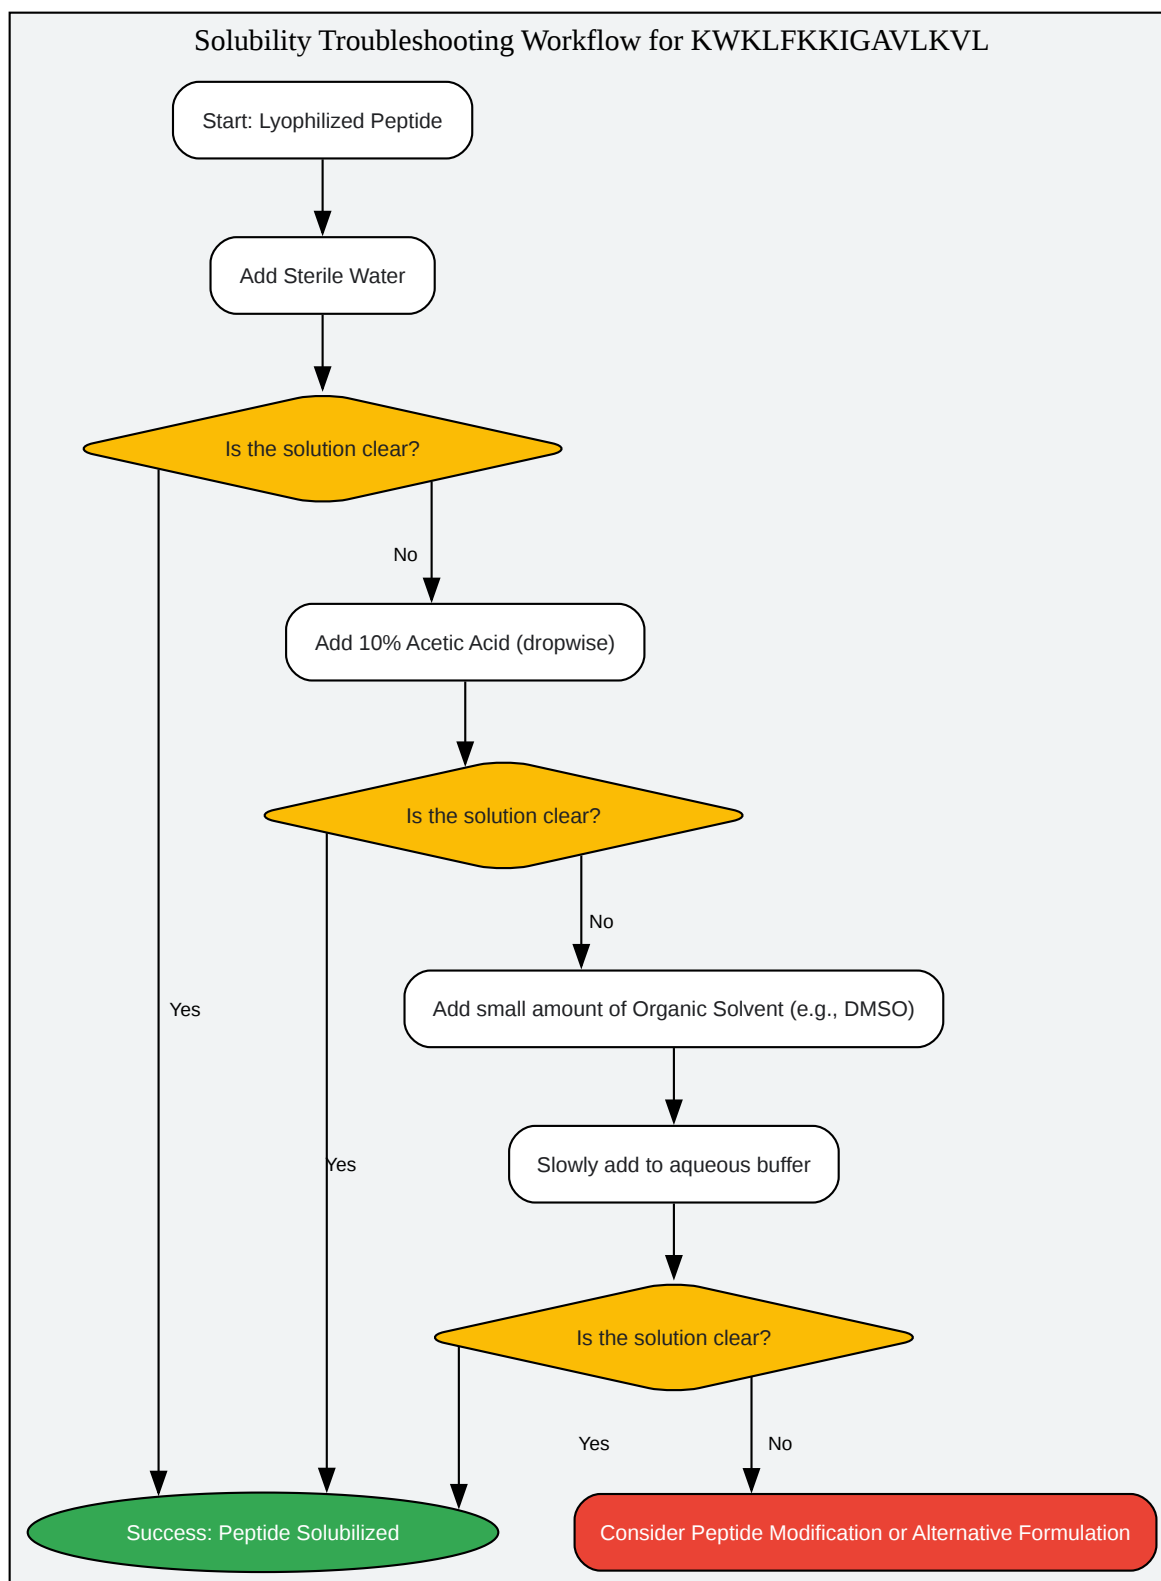 Solubility Troubleshooting Workflow for KWKLFKKIGAVLKVL
Start: Lyophilized Peptide
Add Sterile Water
Is the solution clear?
No
Add 10% Acetic Acid (dropwise)
Is the solution clear?
No
Add small amount of Organic Solvent (e.g., DMSO)
Yes
Slowly add to aqueous buffer
Yes
Is the solution clear?
Yes
No
Success: Peptide Solubilized
Consider Peptide Modification or Alternative Formulation